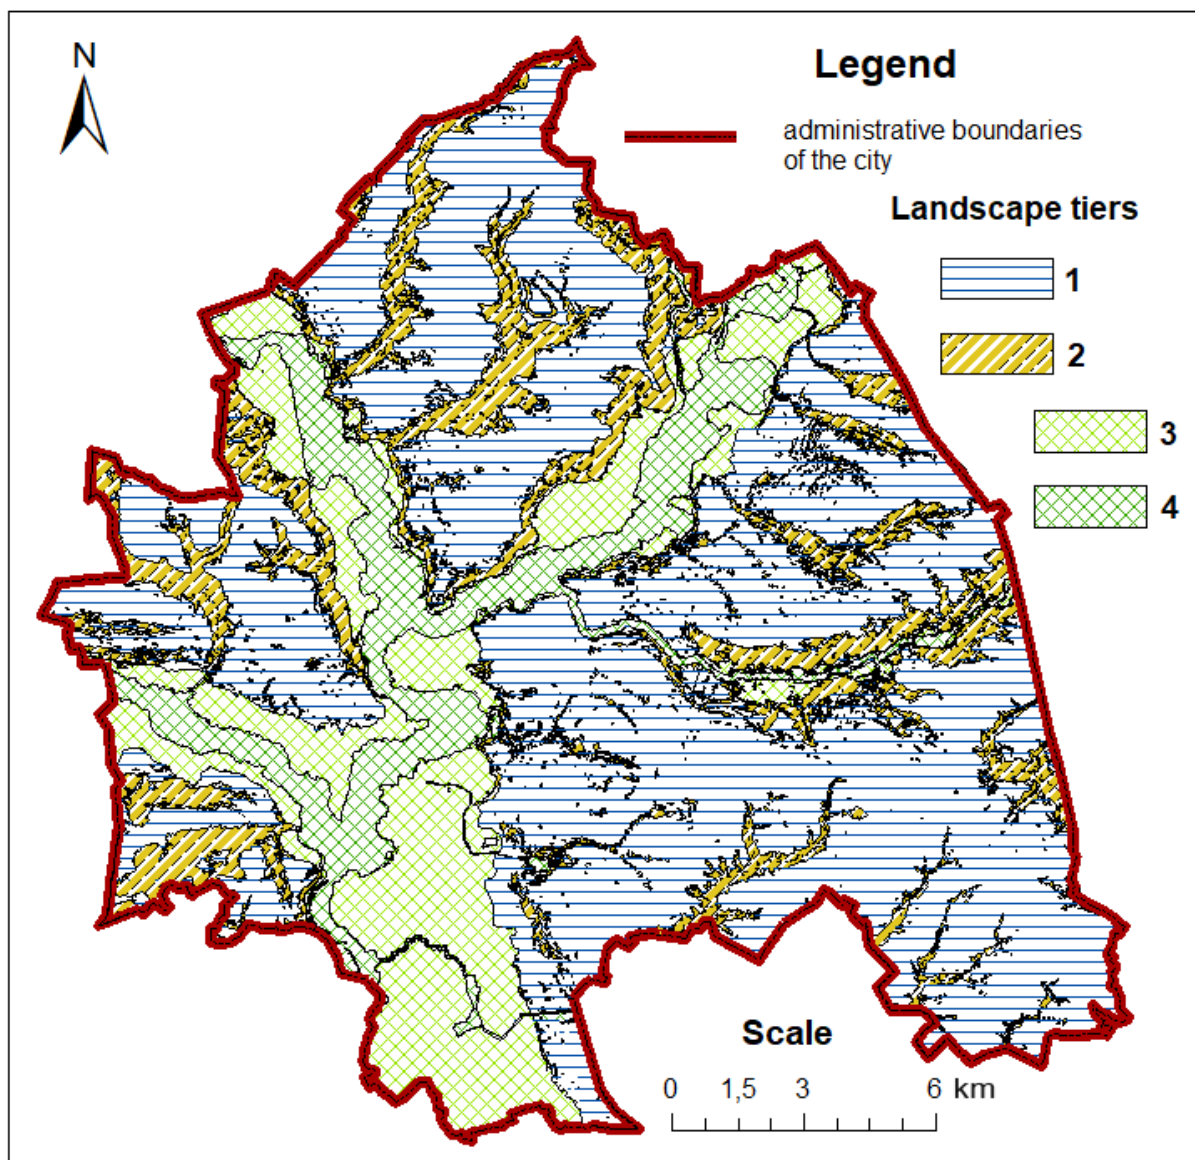 N
Legend
administrative boundaries
of the city
Landscape tiers
1
2
3
4
Scale
0 1,5 3 6 km